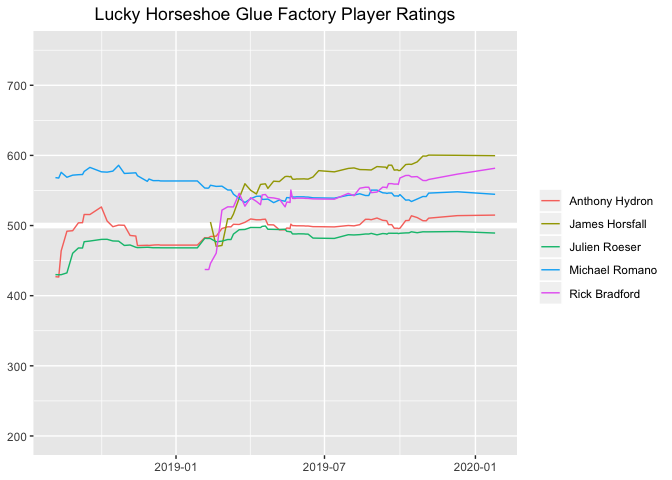 Lucky Horseshoe Glue Factory Player Ratings
700
600
500
400
300
200
2019-01
2019-07
2020-01
Anthony Hydron
James Horsfall
Julien Roeser
Michael Romano
Rick Bradford